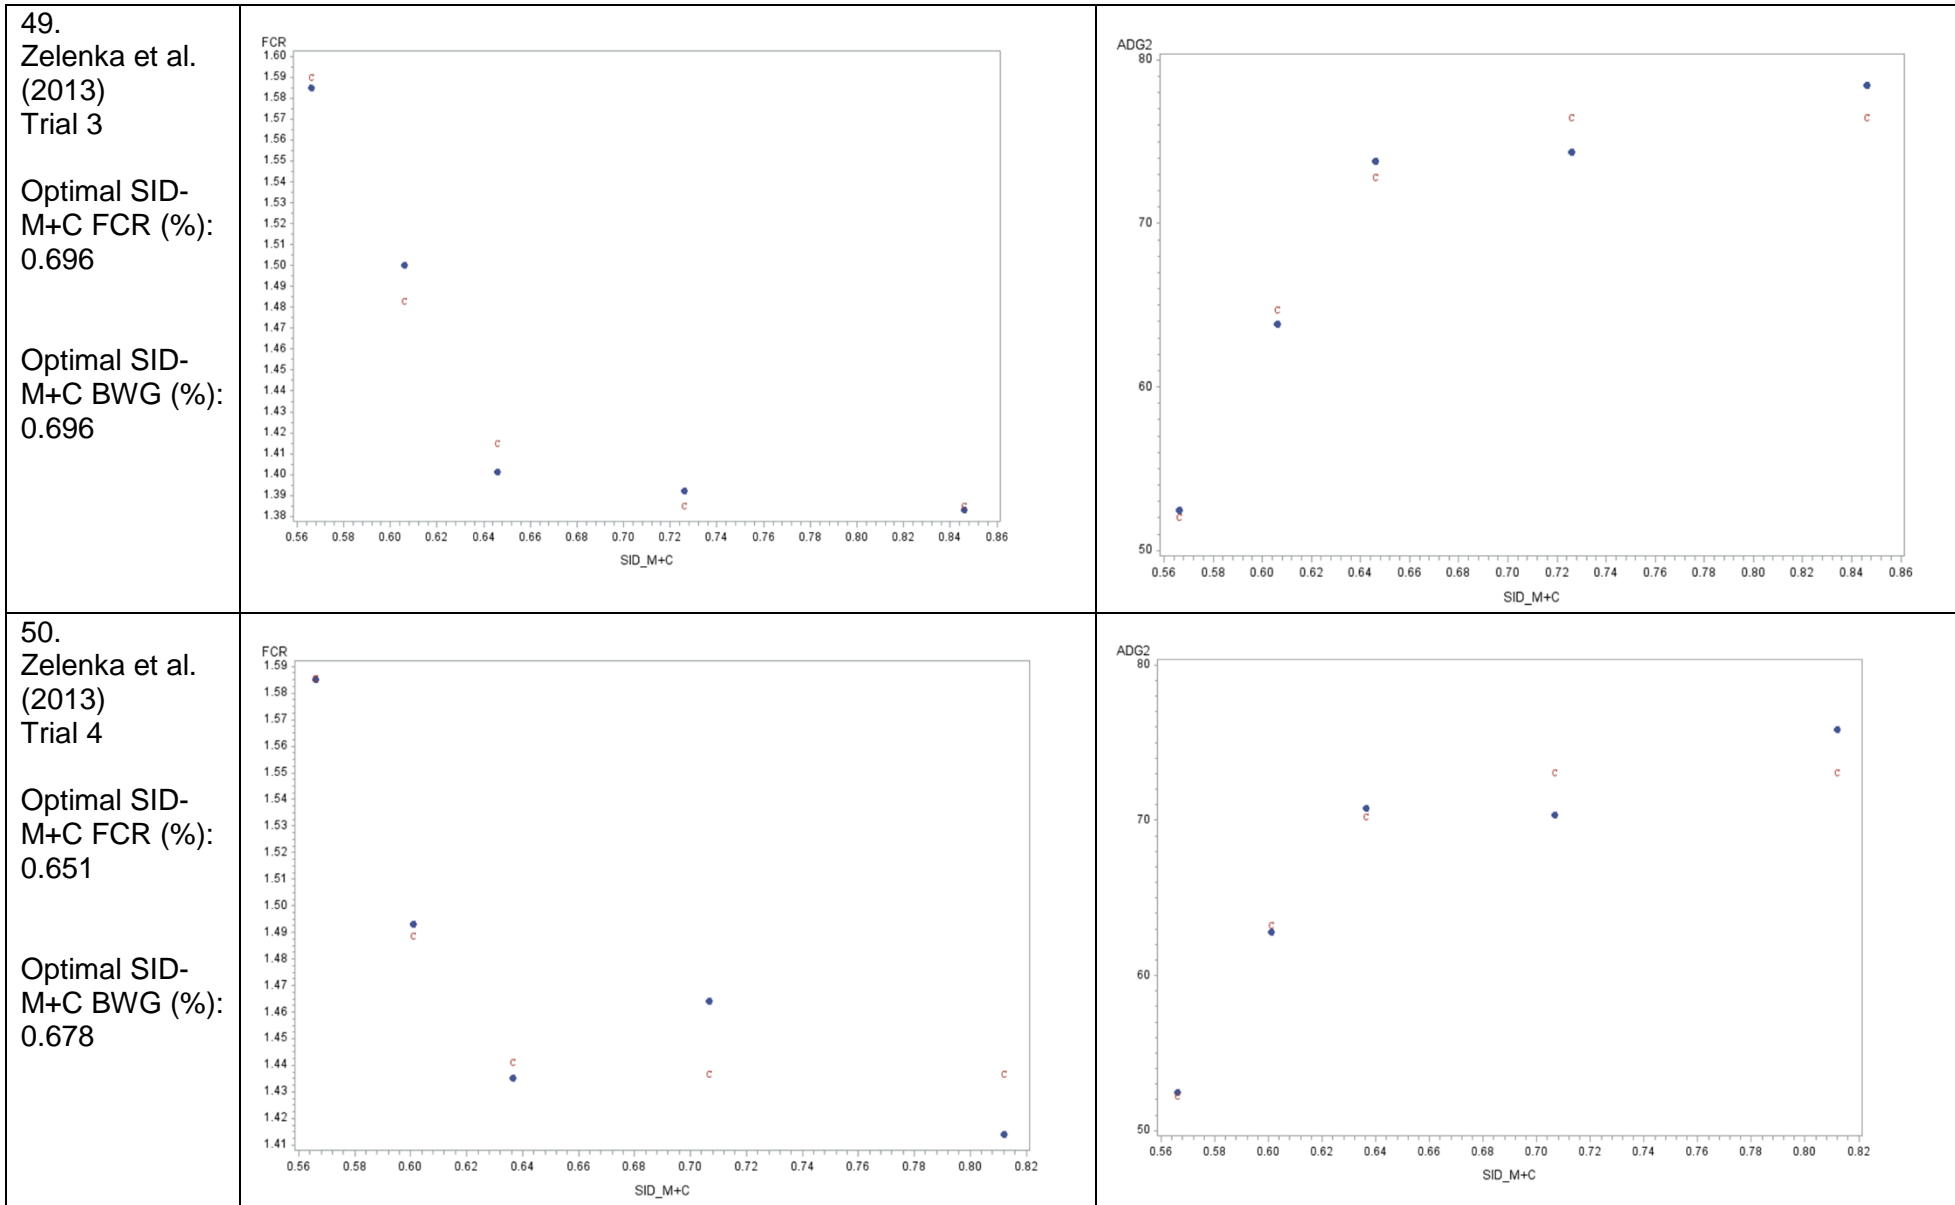 49.
Zelenka et al.
(2013)
Trial 3
Optimal SID-
M+C FCR (%):
0.696
Optimal SID-
M+C BWG (%):
0.696
FCR
1.60
1.59
1.58
1.57
1.56
1.55
1.54
1.53
1.52
1.51
1.50
1.49
1.48
1.47
1.46
1.45
1.44
1.43
1.42
1.41
1.40
1.39
1.38
C
C
C
C
C
0.56 0.58 0.60 0.62 0.64 0.66 0.68 0.70 0.72 0.74 0.76 0.78 0.80 0.82 0.84 0.86
SID_M+C
ADG2
80
70
60
50
C
C
C
C
C
0.56 0.58 0.60 0.62 0.64 0.66 0.68 0.70 0.72 0.74 0.76 0.78 0.80 0.82 0.84 0.86
SID_M+C
50.
Zelenka et al.
(2013)
Trial 4
Optimal SID-
M+C FCR (%):
0.651
Optimal SID-
M+C BWG (%):
0.678
FCR
1.59
1.58
1.57
1.56
1.55
1.54
1.53
1.52
1.51
1.50
1.49
1.48
1.47
1.46
1.45
1.44
1.43
1.42
1.41
C
C
C
C
0.56 0.58 0.60 0.62 0.64 0.66 0.68 0.70 0.72 0.74 0.76 0.78 0.80 0.82
SID_M+C
ADG2
80
70
60
50
C
C
C
C
C
0.56 0.58 0.60 0.62 0.64 0.66 0.68 0.70 0.72 0.74 0.76 0.78 0.80 0.82
SID_M+C